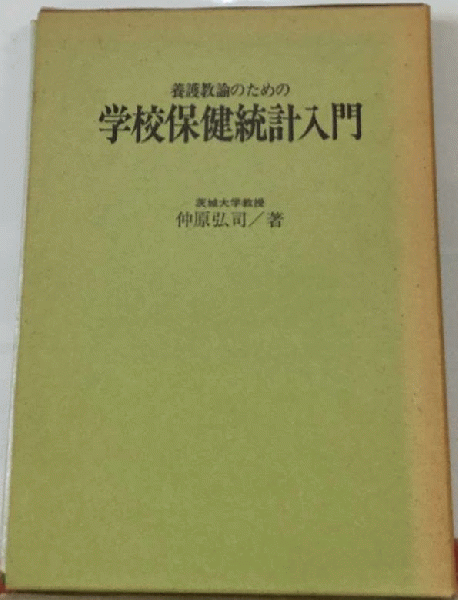 養護教諭のための
学校保健統計入門
茨城大学教授
仲原弘司/著